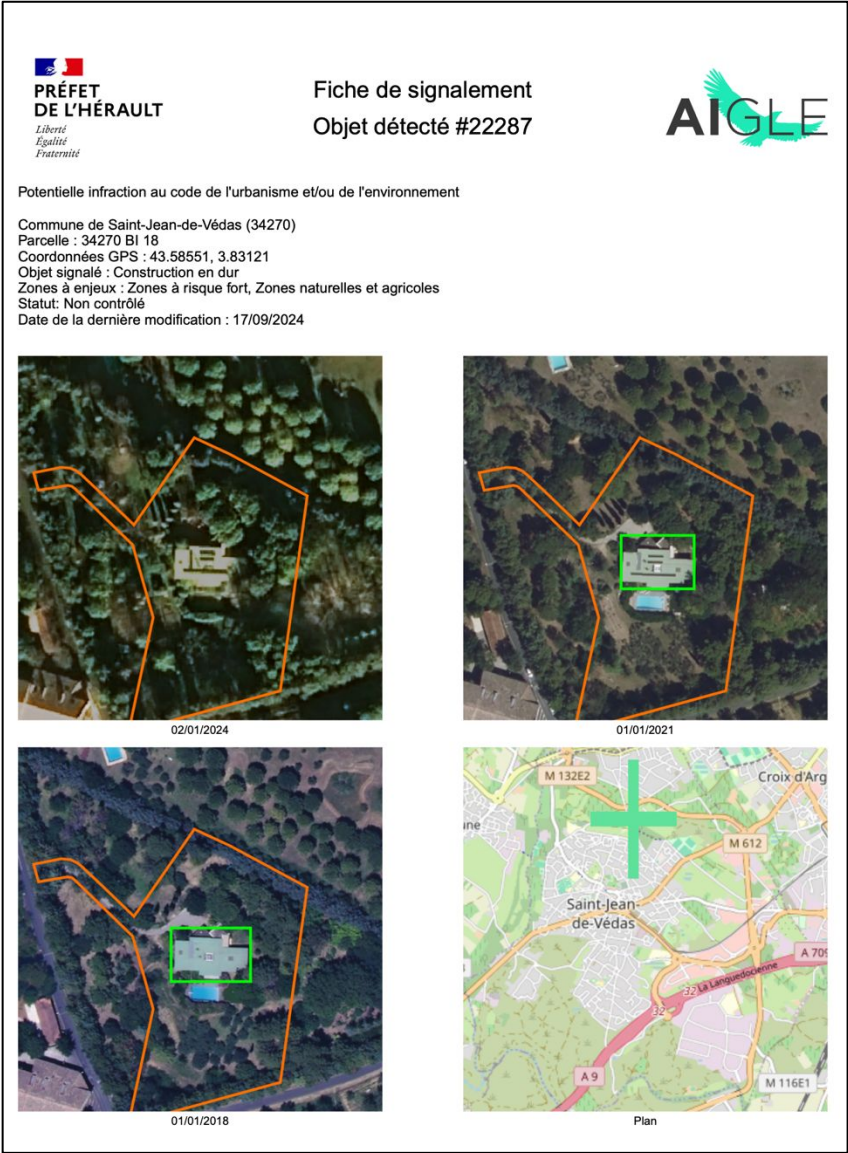 PRÉFET
DE L'HÉRAULT
Liberté
Égalité
Fraternité
Fiche de signalement
Objet détecté #22287
AIGLE
Potentielle infraction au code de l'urbanisme et/ou de l'environnement
Commune de Saint-Jean-de-Védas (34270)
Parcelle : 34270 BI 18
Coordonnées GPS : 43.58551, 3.83121
Objet signalé : Construction en dur
Zones à enjeux : Zones à risque fort, Zones naturelles et agricoles
Statut: Non contrôlé
Date de la dernière modification : 17/09/2024
02/01/2024
01/01/2021
M 132E2
Croix d'Arg
une
M 612
Saint-Jean-
de-Védas
A 709
La Languedocienne
32
32
A 9
M 116E1
01/01/2018
Plan